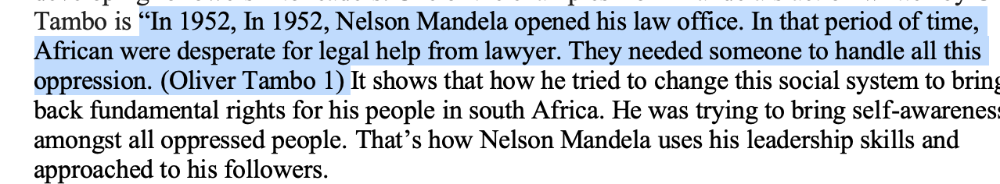 Tambo is “In 1952, In 1952, Nelson Mandela opened his law office. In that period of time,
African were desperate for legal help from lawyer. They needed someone to handle all this
oppression. (Oliver Tambo 1) It shows that how he tried to change this social system to bring
back fundamental rights for his people in south Africa. He was trying to bring self-awareness
amongst all oppressed people. That’s how Nelson Mandela uses his leadership skills and
approached to his followers.